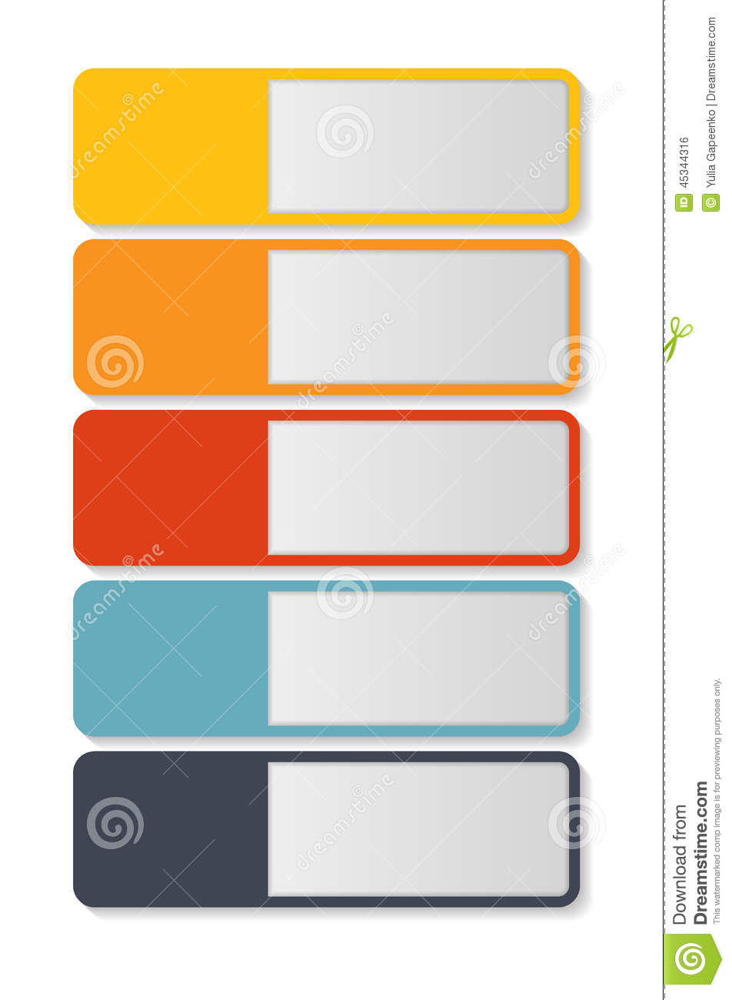 dreamstime
dreamstime
dreamstime
dreamstime
dreamstime
dreamstime
ID 45344316
© Yulia Gapeenko | Dreamstime.com
Download from
Dreamstime.com
This watermarked comp image is for previewing purposes only.